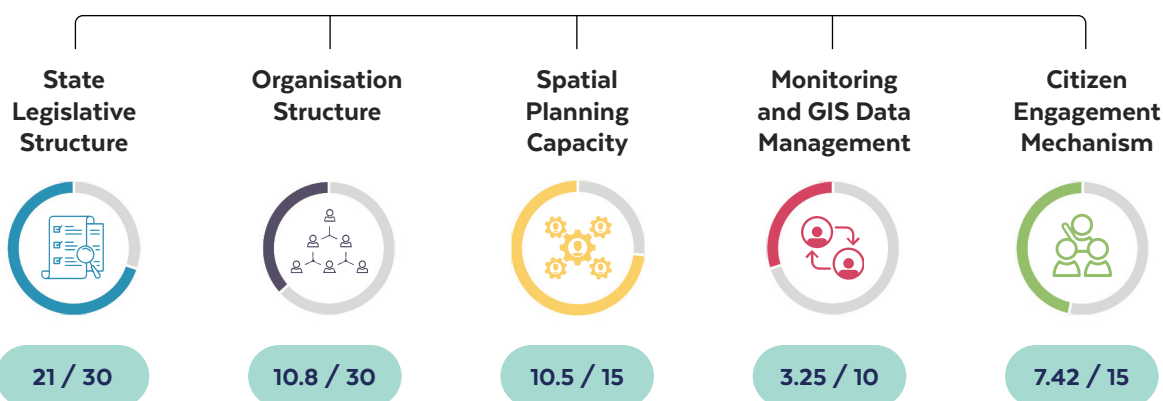 State
Legislative
Structure
21 / 30
Organisation
Structure
10.8 / 30
Spatial
Planning
Capacity
10.5 / 15
Monitoring
and GIS Data
Management
3.25 / 10
Citizen
Engagement
Mechanism
7.42 / 15